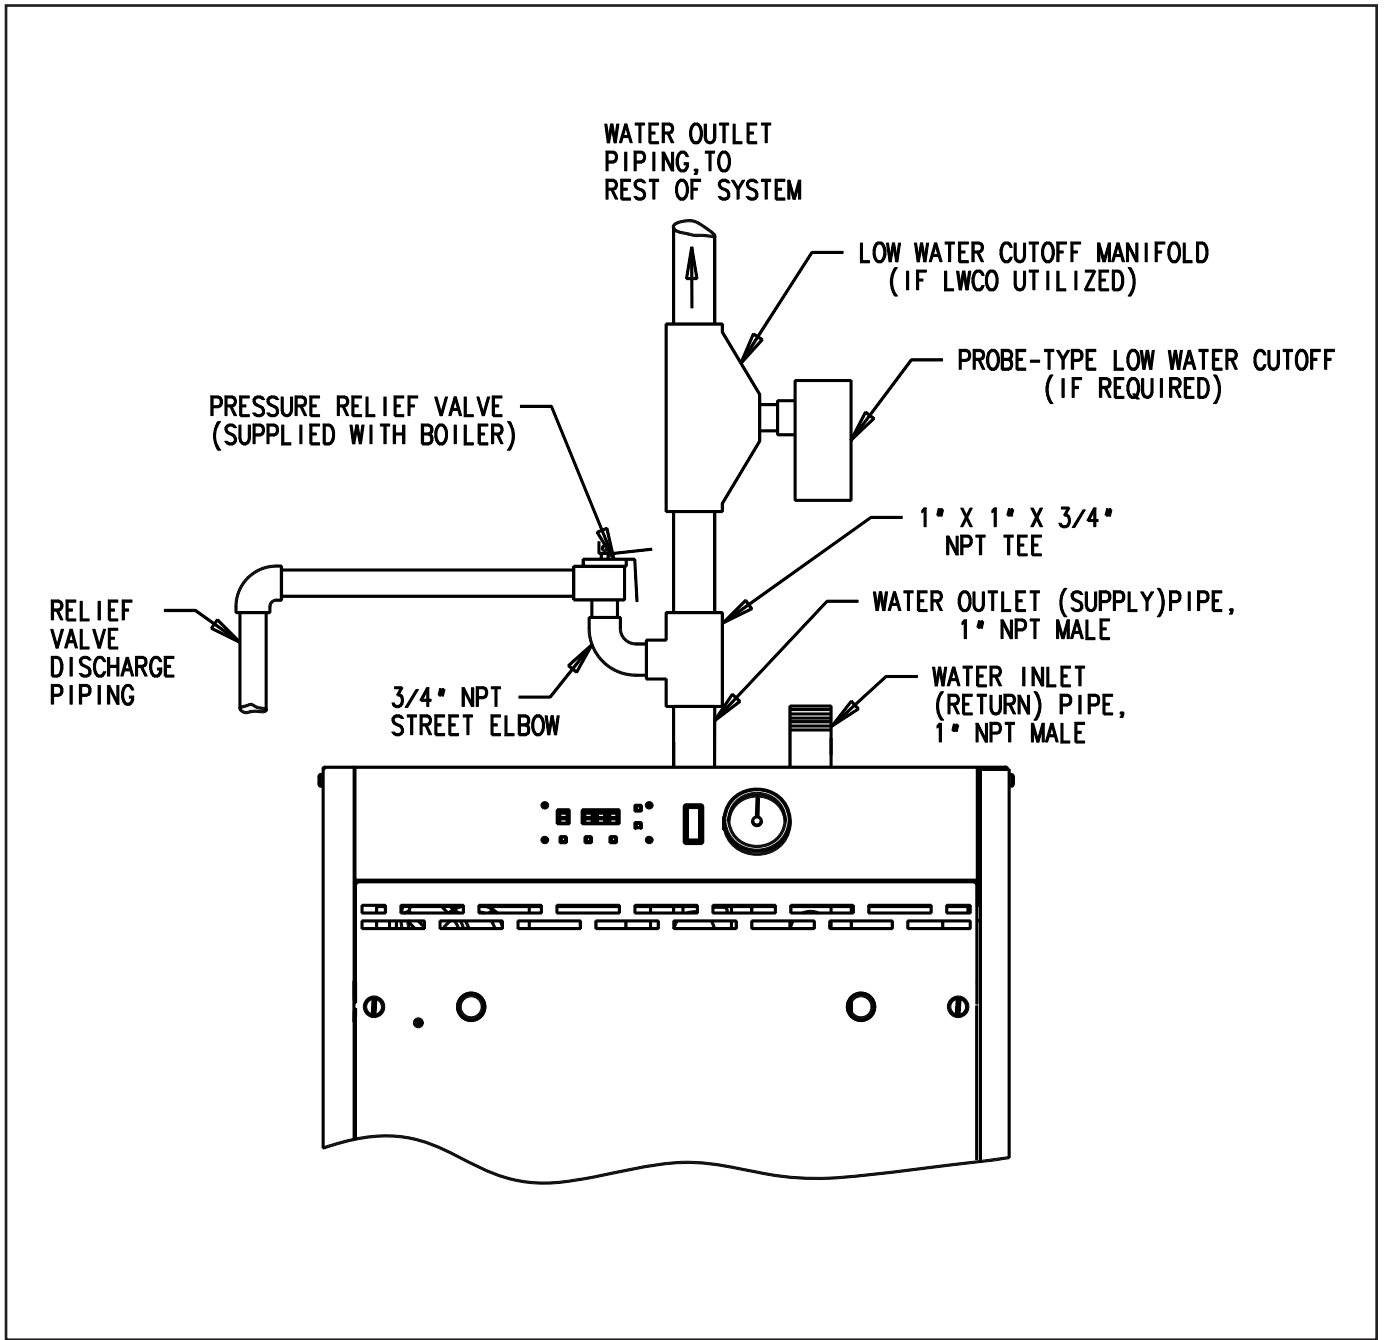 WATER OUTLET
PIPING,TO
REST OF SYSTEM
LOW WATER CUTOFF MANIFOLD
(IF LWCO UTILIZED)
PROBE-TYPE LOW WATER CUTOFF
(IF REQUIRED)
PRESSURE RELIEF VALVE
(SUPPLIED WITH BOILER)
1" X 1" X 3/4"
NPT TEE
RELIEF
VALVE
DISCHARGE
PIPING
WATER OUTLET (SUPPLY)PIPE,
1" NPT MALE
3/4" NPT
STREET ELBOW
WATER INLET
(RETURN) PIPE,
1" NPT MALE